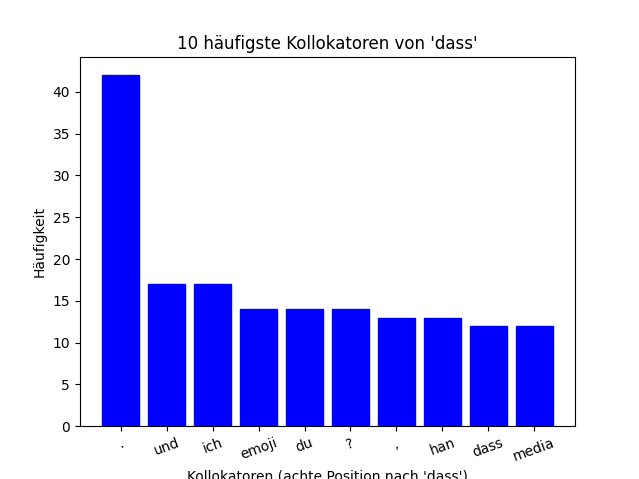 10 häufigste Kollokatoren von 'dass'
Häufigkeit
40
35
30
25
20
15
10
5
0
. und ich emoji du ? , han dass media
Kollokatoren (achte Position nach 'dass')